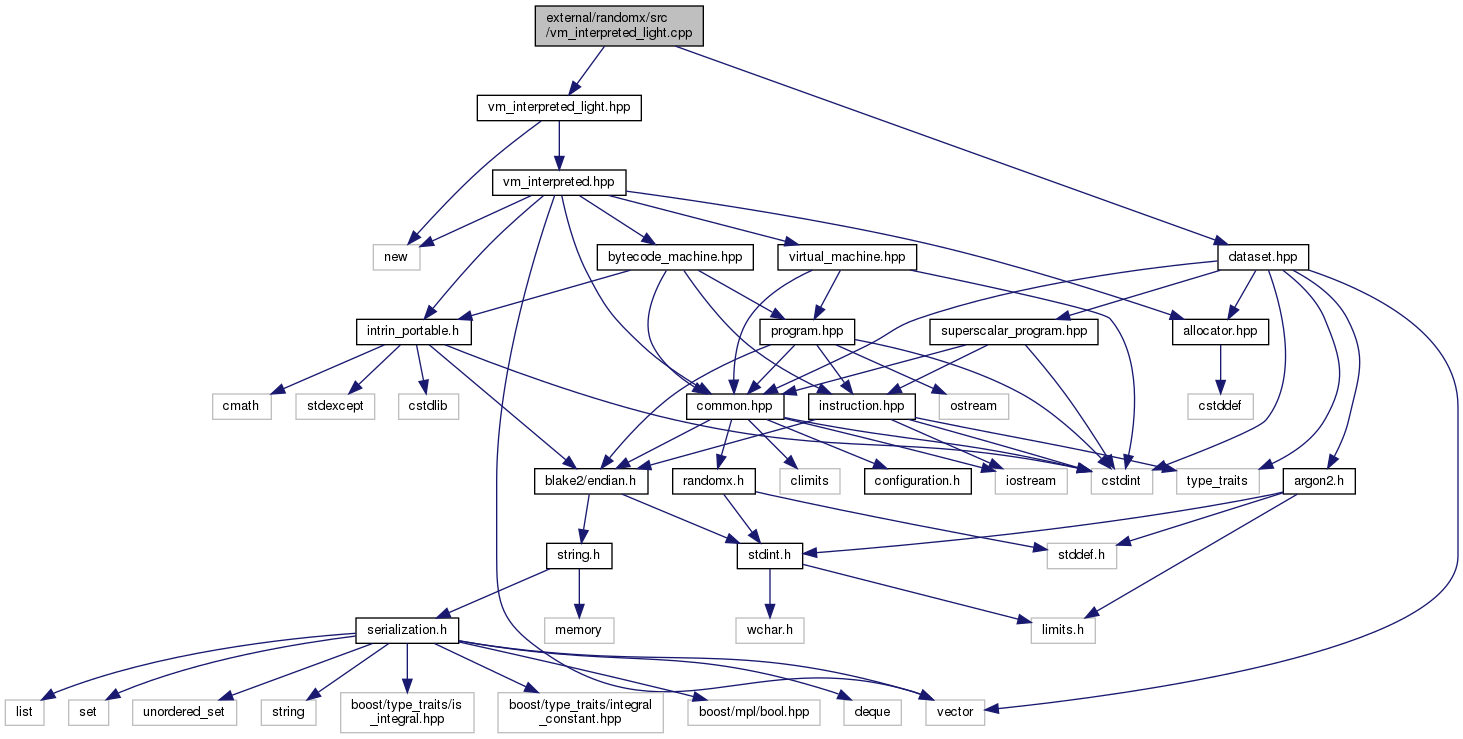 external/randomx/src
/vm_interpreted_light.cpp
vm_interpreted_light.hpp
vm_interpreted.hpp
new
bytecode_machine.hpp
virtual_machine.hpp
dataset.hpp
intrin_portable.h
program.hpp
superscalar_program.hpp
allocator.hpp
cmath
stdexcept
cstdlib
common.hpp
instruction.hpp
ostream
cstddef
blake2/endian.h
randomx.h
climits
configuration.h
iostream
cstdint
type_traits
argon2.h
string.h
stdint.h
stddef.h
serialization.h
memory
wchar.h
limits.h
list
set
unordered_set
string
boost/type_traits/is
_integral.hpp
boost/type_traits/integral
_constant.hpp
boost/mpl/bool.hpp
deque
vector